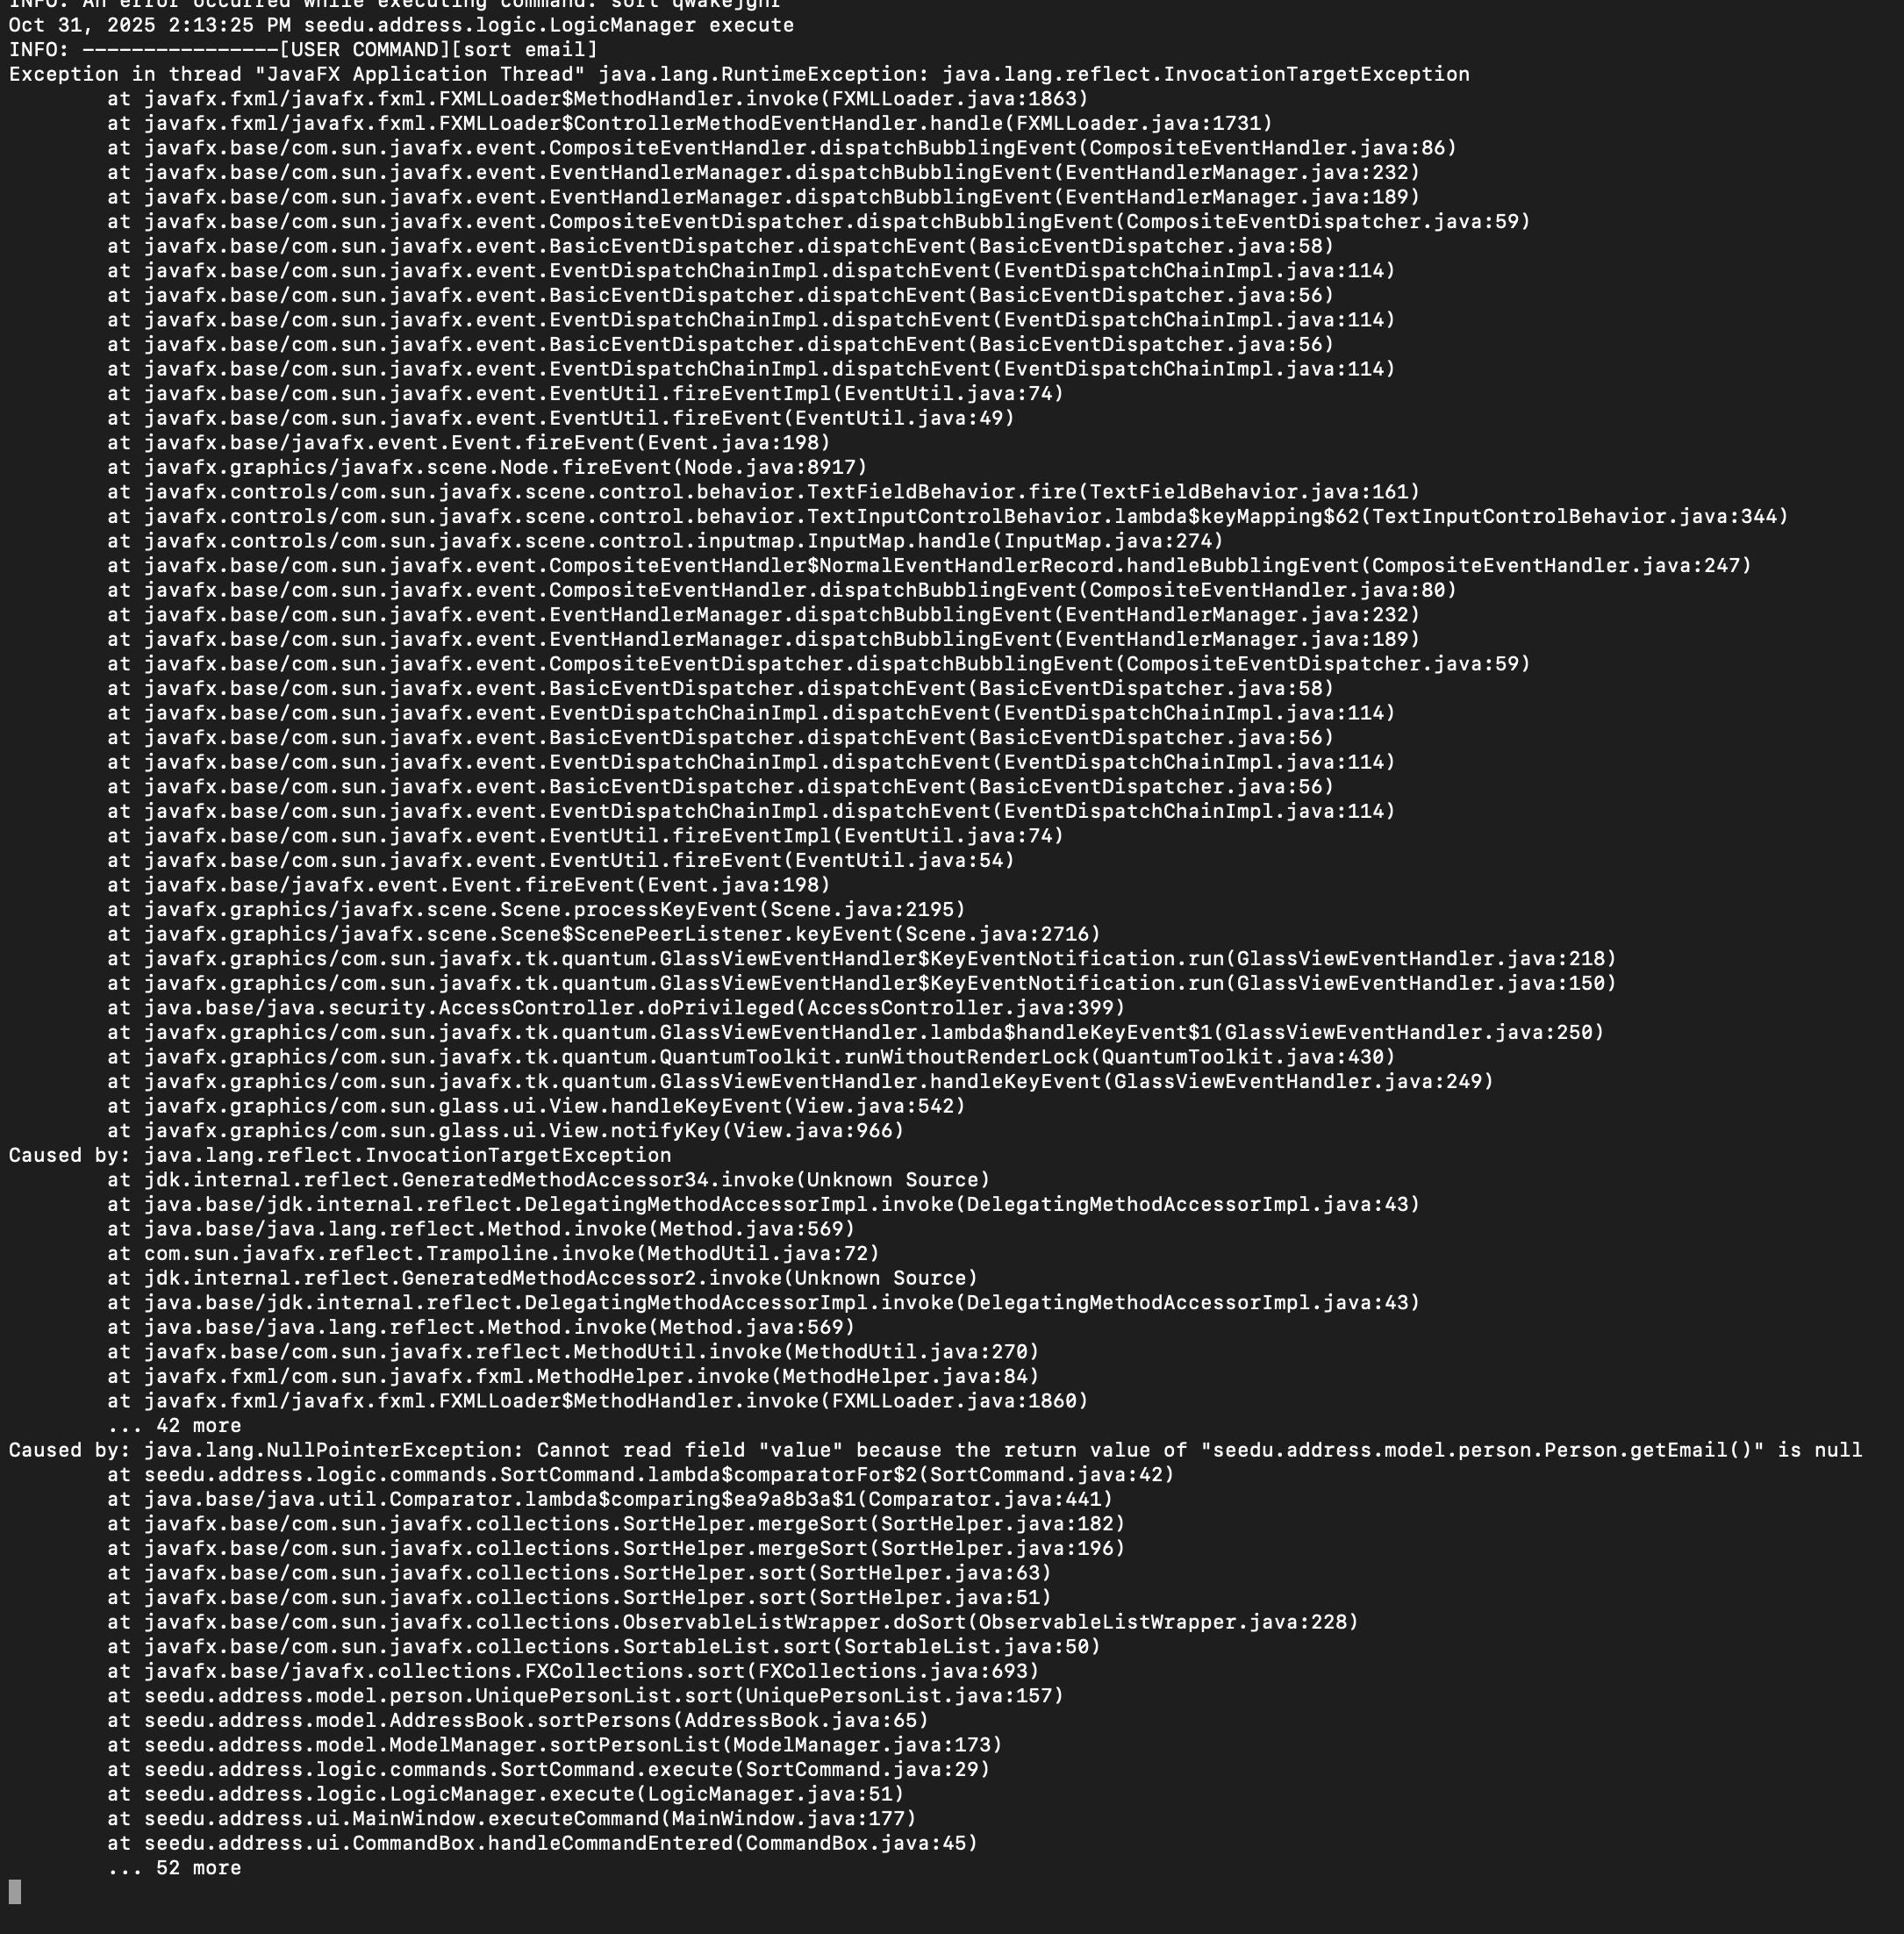 INFO: An error occurred while executing command: sort qwakejghr
Oct 31, 2025 2:13:25 PM seedu.address.logic.LogicManager execute
INFO: ----------------[USER COMMAND][sort email]
Exception in thread "JavaFX Application Thread" java.lang.RuntimeException: java.lang.reflect.InvocationTargetException
at javafx.fxml/javafx.fxml.FXMLLoader$MethodHandler.invoke(FXMLLoader.java:1863)
at javafx.fxml/javafx.fxml.FXMLLoader$ControllerMethodEventHandler.handle(FXMLLoader.java:1731)
at javafx.base/com.sun.javafx.event.CompositeEventHandler.dispatchBubblingEvent(CompositeEventHandler.java:86)
at javafx.base/com.sun.javafx.event.EventHandlerManager.dispatchBubblingEvent(EventHandlerManager.java:232)
at javafx.base/com.sun.javafx.event.EventHandlerManager.dispatchBubblingEvent(EventHandlerManager.java:189)
at javafx.base/com.sun.javafx.event.CompositeEventDispatcher.dispatchBubblingEvent(CompositeEventDispatcher.java:59)
at javafx.base/com.sun.javafx.event.BasicEventDispatcher.dispatchEvent(BasicEventDispatcher.java:58)
at javafx.base/com.sun.javafx.event.EventDispatchChainImpl.dispatchEvent(EventDispatchChainImpl.java:114)
at javafx.base/com.sun.javafx.event.BasicEventDispatcher.dispatchEvent(BasicEventDispatcher.java:56)
at javafx.base/com.sun.javafx.event.EventDispatchChainImpl.dispatchEvent(EventDispatchChainImpl.java:114)
at javafx.base/com.sun.javafx.event.BasicEventDispatcher.dispatchEvent(BasicEventDispatcher.java:56)
at javafx.base/com.sun.javafx.event.EventDispatchChainImpl.dispatchEvent(EventDispatchChainImpl.java:114)
at javafx.base/com.sun.javafx.event.EventUtil.fireEventImpl(EventUtil.java:74)
at javafx.base/com.sun.javafx.event.EventUtil.fireEvent(EventUtil.java:49)
at javafx.base/javafx.event.Event.fireEvent(Event.java:198)
at javafx.graphics/javafx.scene.Node.fireEvent(Node.java:8917)
at javafx.controls/com.sun.javafx.scene.control.behavior.TextFieldBehavior.fire(TextFieldBehavior.java:161)
at javafx.controls/com.sun.javafx.scene.control.behavior.TextInputControlBehavior.lambda$keyMapping$62(TextInputControlBehavior.java:344)
at javafx.controls/com.sun.javafx.scene.control.inputmap.InputMap.handle(InputMap.java:274)
at javafx.base/com.sun.javafx.event.CompositeEventHandler$NormalEventHandlerRecord.handleBubblingEvent(CompositeEventHandler.java:247)
at javafx.base/com.sun.javafx.event.CompositeEventHandler.dispatchBubblingEvent(CompositeEventHandler.java:80)
at javafx.base/com.sun.javafx.event.EventHandlerManager.dispatchBubblingEvent(EventHandlerManager.java:232)
at javafx.base/com.sun.javafx.event.EventHandlerManager.dispatchBubblingEvent(EventHandlerManager.java:189)
at javafx.base/com.sun.javafx.event.CompositeEventDispatcher.dispatchBubblingEvent(CompositeEventDispatcher.java:59)
at javafx.base/com.sun.javafx.event.BasicEventDispatcher.dispatchEvent(BasicEventDispatcher.java:58)
at javafx.base/com.sun.javafx.event.EventDispatchChainImpl.dispatchEvent(EventDispatchChainImpl.java:114)
at javafx.base/com.sun.javafx.event.BasicEventDispatcher.dispatchEvent(BasicEventDispatcher.java:56)
at javafx.base/com.sun.javafx.event.EventDispatchChainImpl.dispatchEvent(EventDispatchChainImpl.java:114)
at javafx.base/com.sun.javafx.event.BasicEventDispatcher.dispatchEvent(BasicEventDispatcher.java:56)
at javafx.base/com.sun.javafx.event.EventDispatchChainImpl.dispatchEvent(EventDispatchChainImpl.java:114)
at javafx.base/com.sun.javafx.event.EventUtil.fireEventImpl(EventUtil.java:74)
at javafx.base/com.sun.javafx.event.EventUtil.fireEvent(EventUtil.java:54)
at javafx.base/javafx.event.Event.fireEvent(Event.java:198)
at javafx.graphics/javafx.scene.Scene.processKeyEvent(Scene.java:2195)
at javafx.graphics/javafx.scene.Scene$ScenePeerListener.keyEvent(Scene.java:2716)
at javafx.graphics/com.sun.javafx.tk.quantum.GlassViewEventHandler$KeyEventNotification.run(GlassViewEventHandler.java:218)
at javafx.graphics/com.sun.javafx.tk.quantum.GlassViewEventHandler$KeyEventNotification.run(GlassViewEventHandler.java:150)
at java.base/java.security.AccessController.doPrivileged(AccessController.java:399)
at javafx.graphics/com.sun.javafx.tk.quantum.GlassViewEventHandler.lambda$handleKeyEvent$1(GlassViewEventHandler.java:250)
at javafx.graphics/com.sun.javafx.tk.quantum.QuantumToolkit.runWithoutRenderLock(QuantumToolkit.java:430)
at javafx.graphics/com.sun.javafx.tk.quantum.GlassViewEventHandler.handleKeyEvent(GlassViewEventHandler.java:249)
at javafx.graphics/com.sun.glass.ui.View.handleKeyEvent(View.java:542)
at javafx.graphics/com.sun.glass.ui.View.notifyKey(View.java:966)
Caused by: java.lang.reflect.InvocationTargetException
at jdk.internal.reflect.GeneratedMethodAccessor34.invoke(Unknown Source)
at java.base/jdk.internal.reflect.DelegatingMethodAccessorImpl.invoke(DelegatingMethodAccessorImpl.java:43)
at java.base/java.lang.reflect.Method.invoke(Method.java:569)
at com.sun.javafx.reflect.Trampoline.invoke(MethodUtil.java:72)
at jdk.internal.reflect.GeneratedMethodAccessor2.invoke(Unknown Source)
at java.base/jdk.internal.reflect.DelegatingMethodAccessorImpl.invoke(DelegatingMethodAccessorImpl.java:43)
at java.base/java.lang.reflect.Method.invoke(Method.java:569)
at javafx.base/com.sun.javafx.reflect.MethodUtil.invoke(MethodUtil.java:270)
at javafx.fxml/com.sun.javafx.fxml.MethodHelper.invoke(MethodHelper.java:84)
at javafx.fxml/javafx.fxml.FXMLLoader$MethodHandler.invoke(FXMLLoader.java:1860)
... 42 more
Caused by: java.lang.NullPointerException: Cannot read field "value" because the return value of "seedu.address.model.person.Person.getEmail()" is null
at seedu.address.logic.commands.SortCommand.lambda$comparatorFor$2(SortCommand.java:42)
at java.base/java.util.Comparator.lambda$comparing$ea9a8b3a$1(Comparator.java:441)
at javafx.base/com.sun.javafx.collections.SortHelper.mergeSort(SortHelper.java:182)
at javafx.base/com.sun.javafx.collections.SortHelper.mergeSort(SortHelper.java:196)
at javafx.base/com.sun.javafx.collections.SortHelper.sort(SortHelper.java:63)
at javafx.base/com.sun.javafx.collections.SortHelper.sort(SortHelper.java:51)
at javafx.base/com.sun.javafx.collections.ObservableListWrapper.doSort(ObservableListWrapper.java:228)
at javafx.base/com.sun.javafx.collections.SortableList.sort(SortableList.java:50)
at javafx.base/javafx.collections.FXCollections.sort(FXCollections.java:693)
at seedu.address.model.person.UniquePersonList.sort(UniquePersonList.java:157)
at seedu.address.model.AddressBook.sortPersons(AddressBook.java:65)
at seedu.address.model.ModelManager.sortPersonList(ModelManager.java:173)
at seedu.address.logic.commands.SortCommand.execute(SortCommand.java:29)
at seedu.address.logic.LogicManager.execute(LogicManager.java:51)
at seedu.address.ui.MainWindow.executeCommand(MainWindow.java:177)
at seedu.address.ui.CommandBox.handleCommandEntered(CommandBox.java:45)
... 52 more